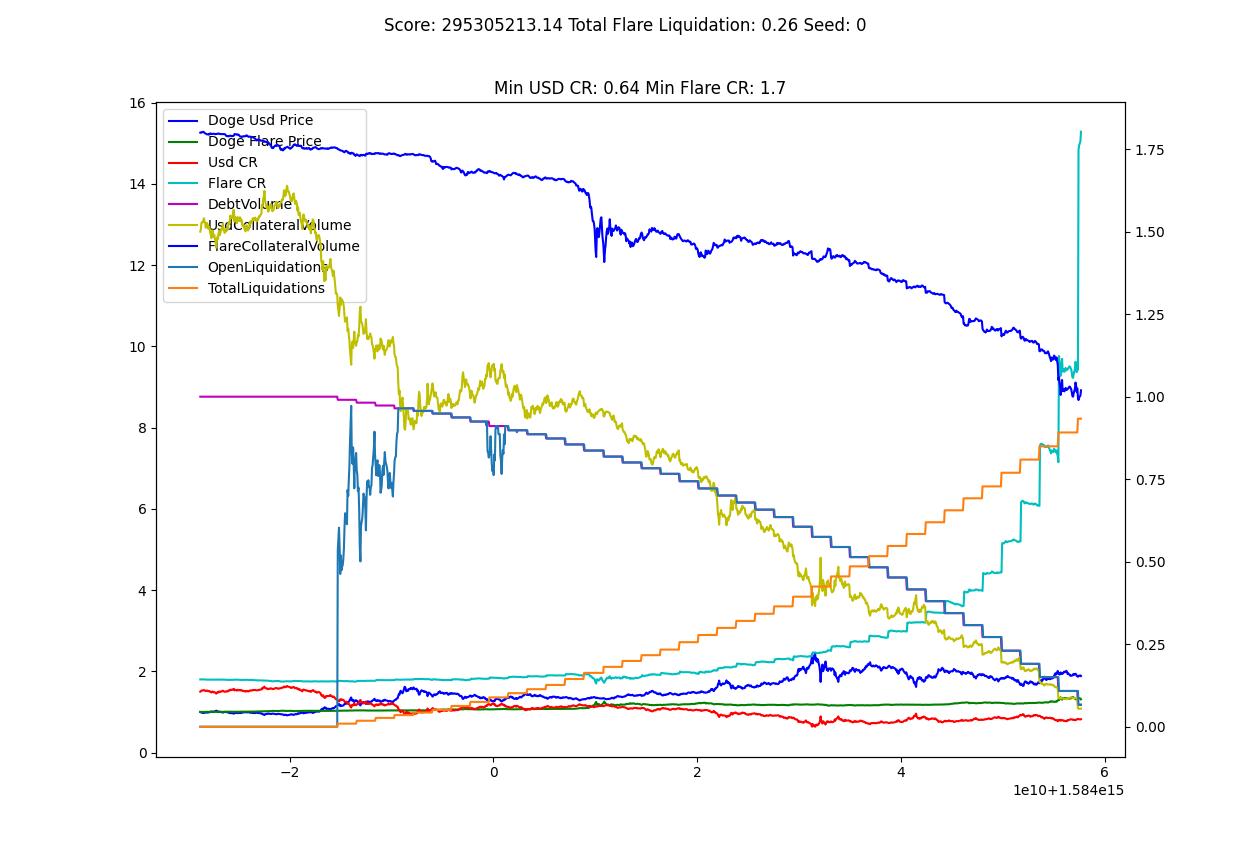 Score: 295305213.14 Total Flare Liquidation: 0.26 Seed: 0
Min USD CR: 0.64 Min Flare CR: 1.7
Doge Usd Price
Doge Flare Price
Usd CR
Flare CR
DebtVolume
UsdCollateralVolume
FlareCollateralVolume
OpenLiquidations
TotalLiquidations
16
14
12
10
8
6
4
2
0
1.75
1.50
1.25
1.00
0.75
0.50
0.25
0.00
−2
0
2
4
6
1e10+1.584e15